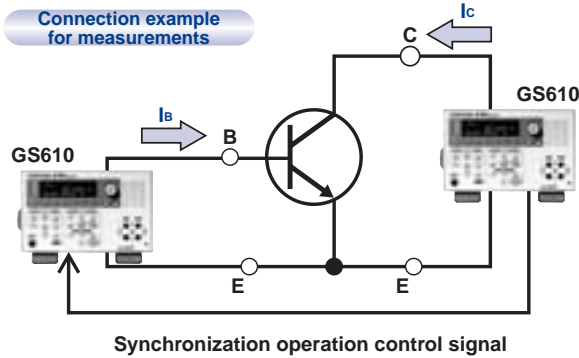 Connection example
for measurements
IC
C
GS610
IB
B
GS610
E
E
Synchronization operation control signal